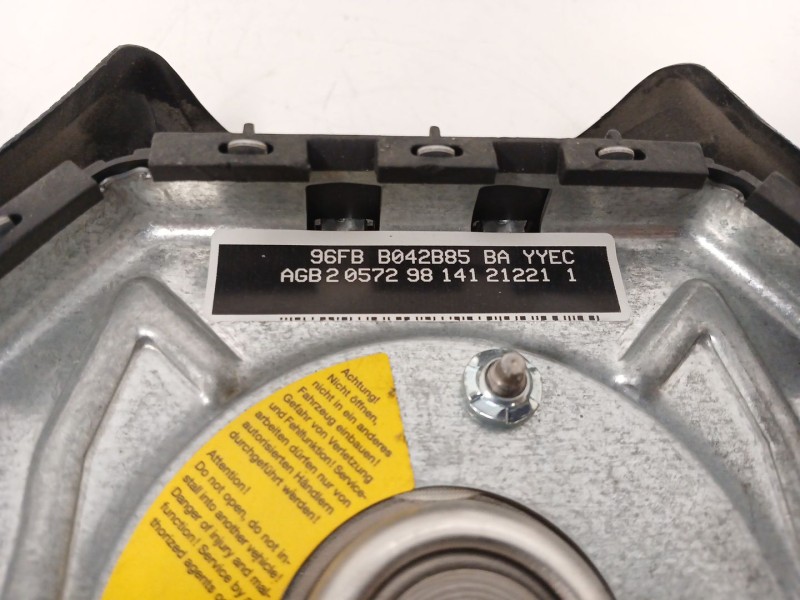 96FB B042B85 BA YYEC
AGB 2 0572 98 141 21221 1
Achtung!
Nicht öffnen,
nicht in ein anderes
Fahrzeug einbauen!
Gefahr von Verletzung
und Fehlfunktion! Service-
arbeiten dürfen nur von
autorisierten Händlern
durchgeführt werden!
Attention!
Do not open, do not in-
stall into another vehicle!
Danger of injury and mal-
function! Service by
thorized agents